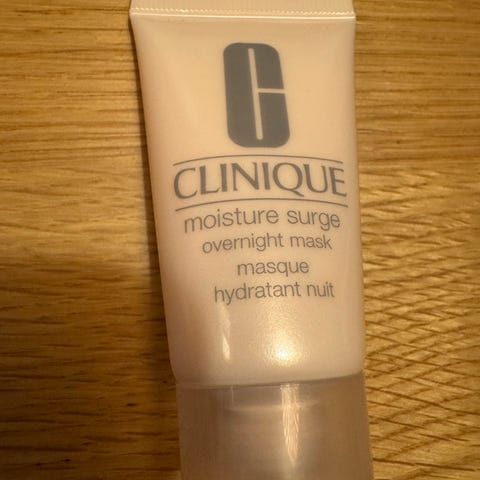 C
CLINIQUE
moisture surge
overnight mask
masque
hydratant nuit